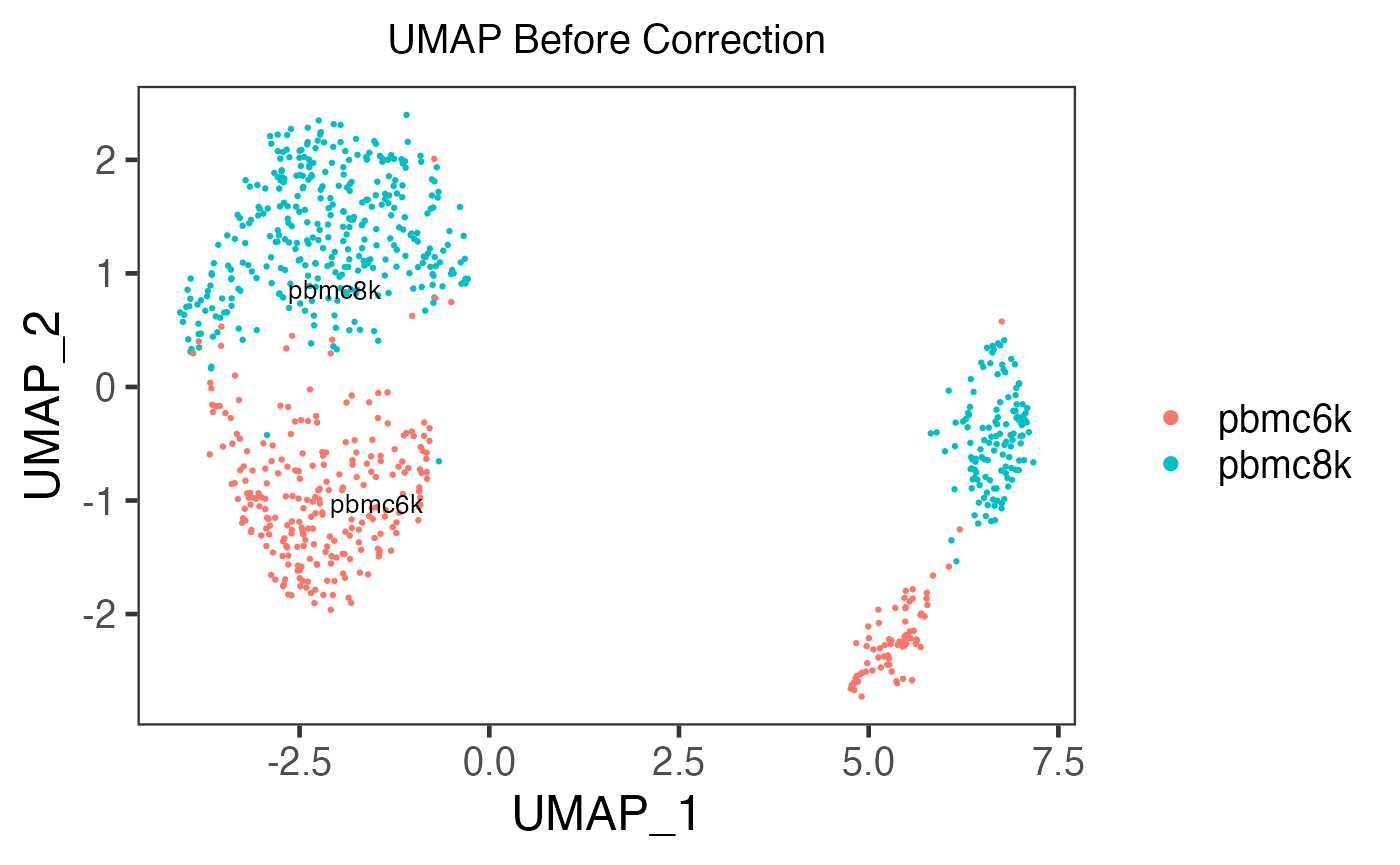 UMAP Before Correction
2
1
0
-1
-2
UMAP_2
pbmc8k
pbmc6k
-2.5 0.0 2.5 5.0 7.5
UMAP_1
pbmc6k
pbmc8k